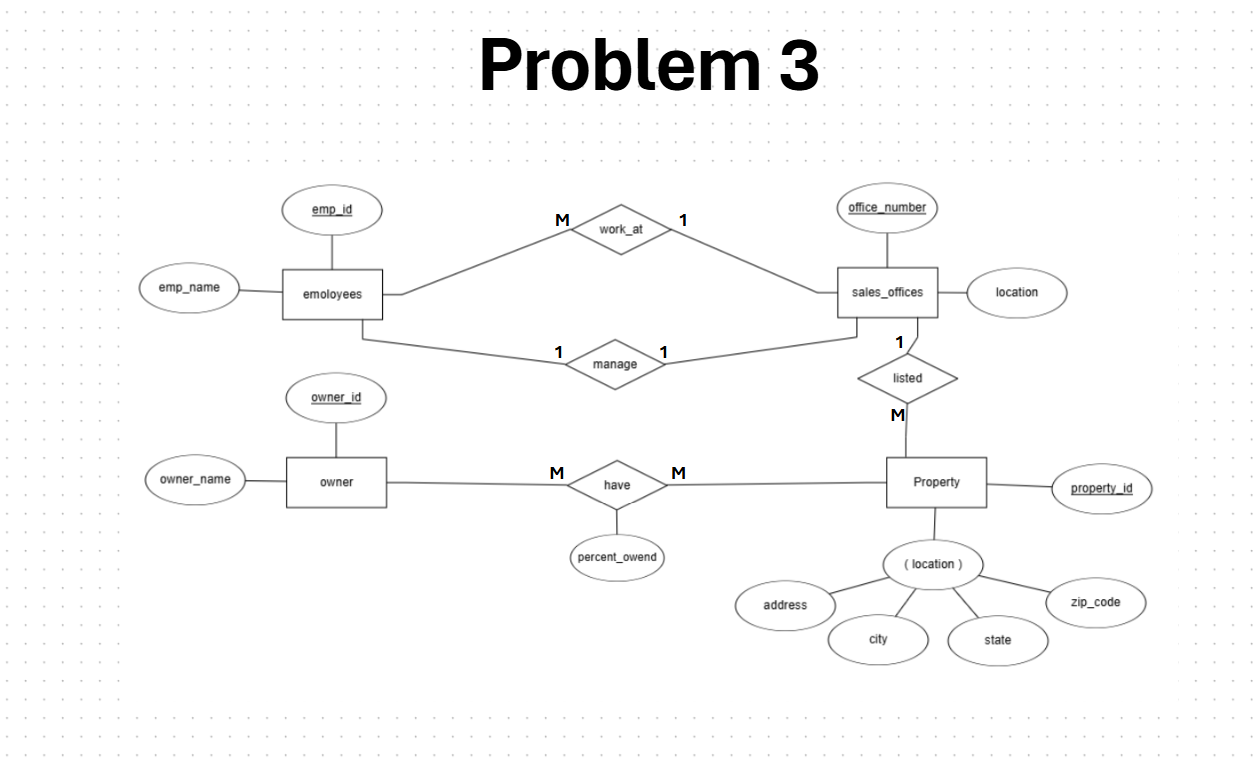 Problem 3
emp_id
office_number
M
work_at
1
emp_name
emoloyees
sales_offices
location
1
manage
1
1
listed
M
owner_id
owner_name
owner
M
have
M
Property
property_id
percent_owend
( location )
address
city
state
zip_code